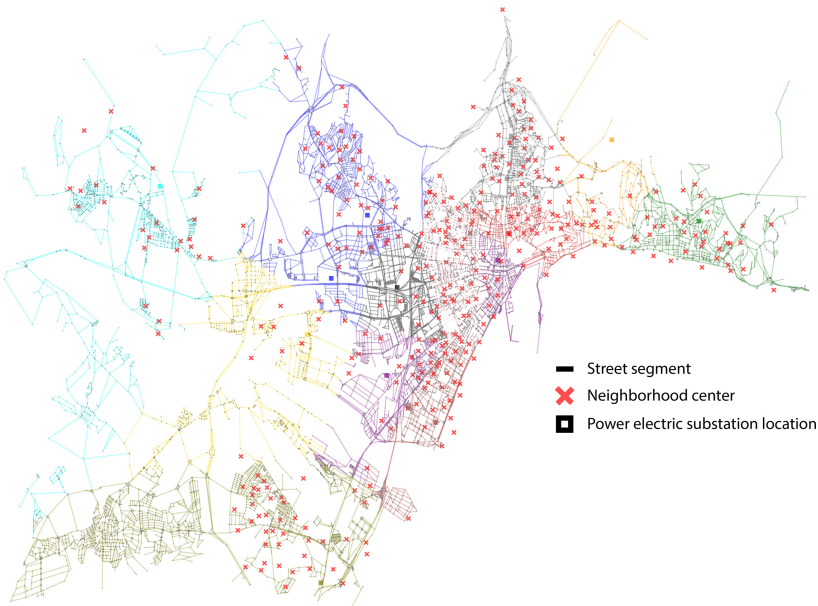 Street segment
Neighborhood center
Power electric substation location